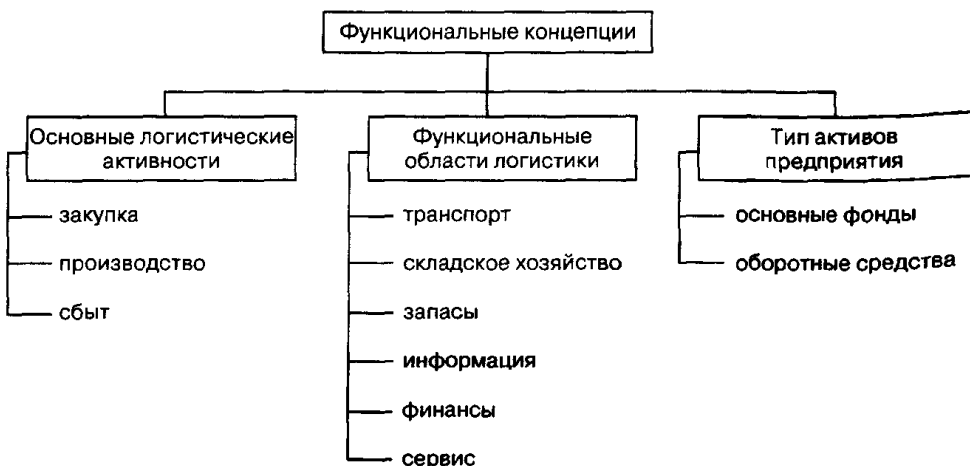 Функциональные концепции
Основные логистические
активности
закупка
производство
сбыт
Функциональные
области логистики
транспорт
складское хозяйство
запасы
информация
финансы
сервис
Тип активов
предприятия
основные фонды
оборотные средства